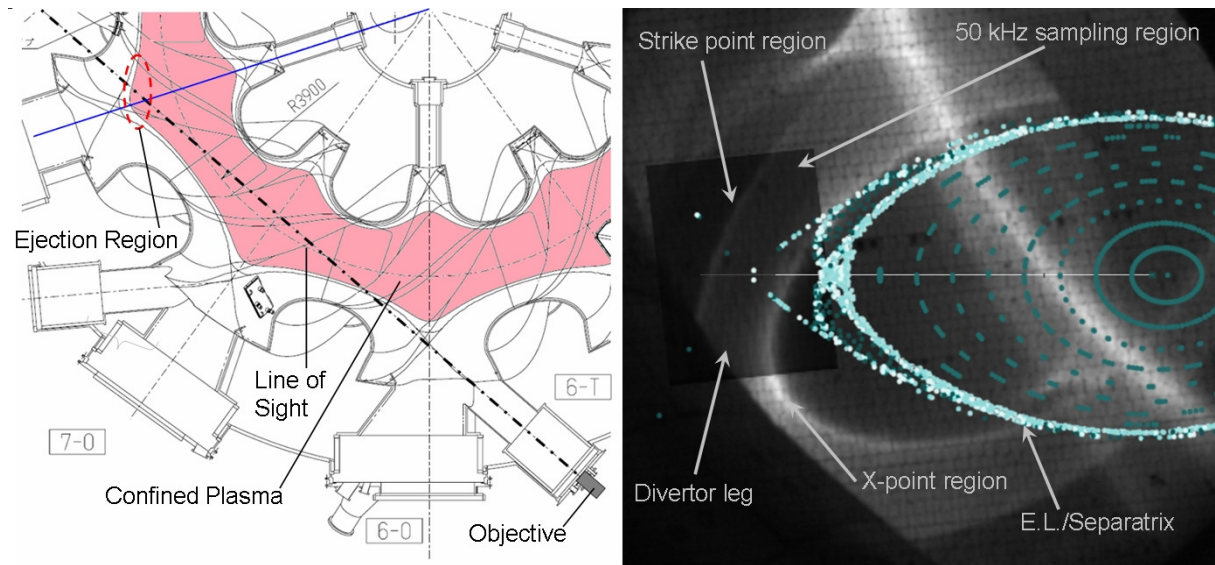 R3900
Ejection Region
Line of
Sight
6-T
7-0
Confined Plasma
6-0
Objective
Strike point region
50 kHz sampling region
Divertor leg
X-point region
E.L./Separatrix